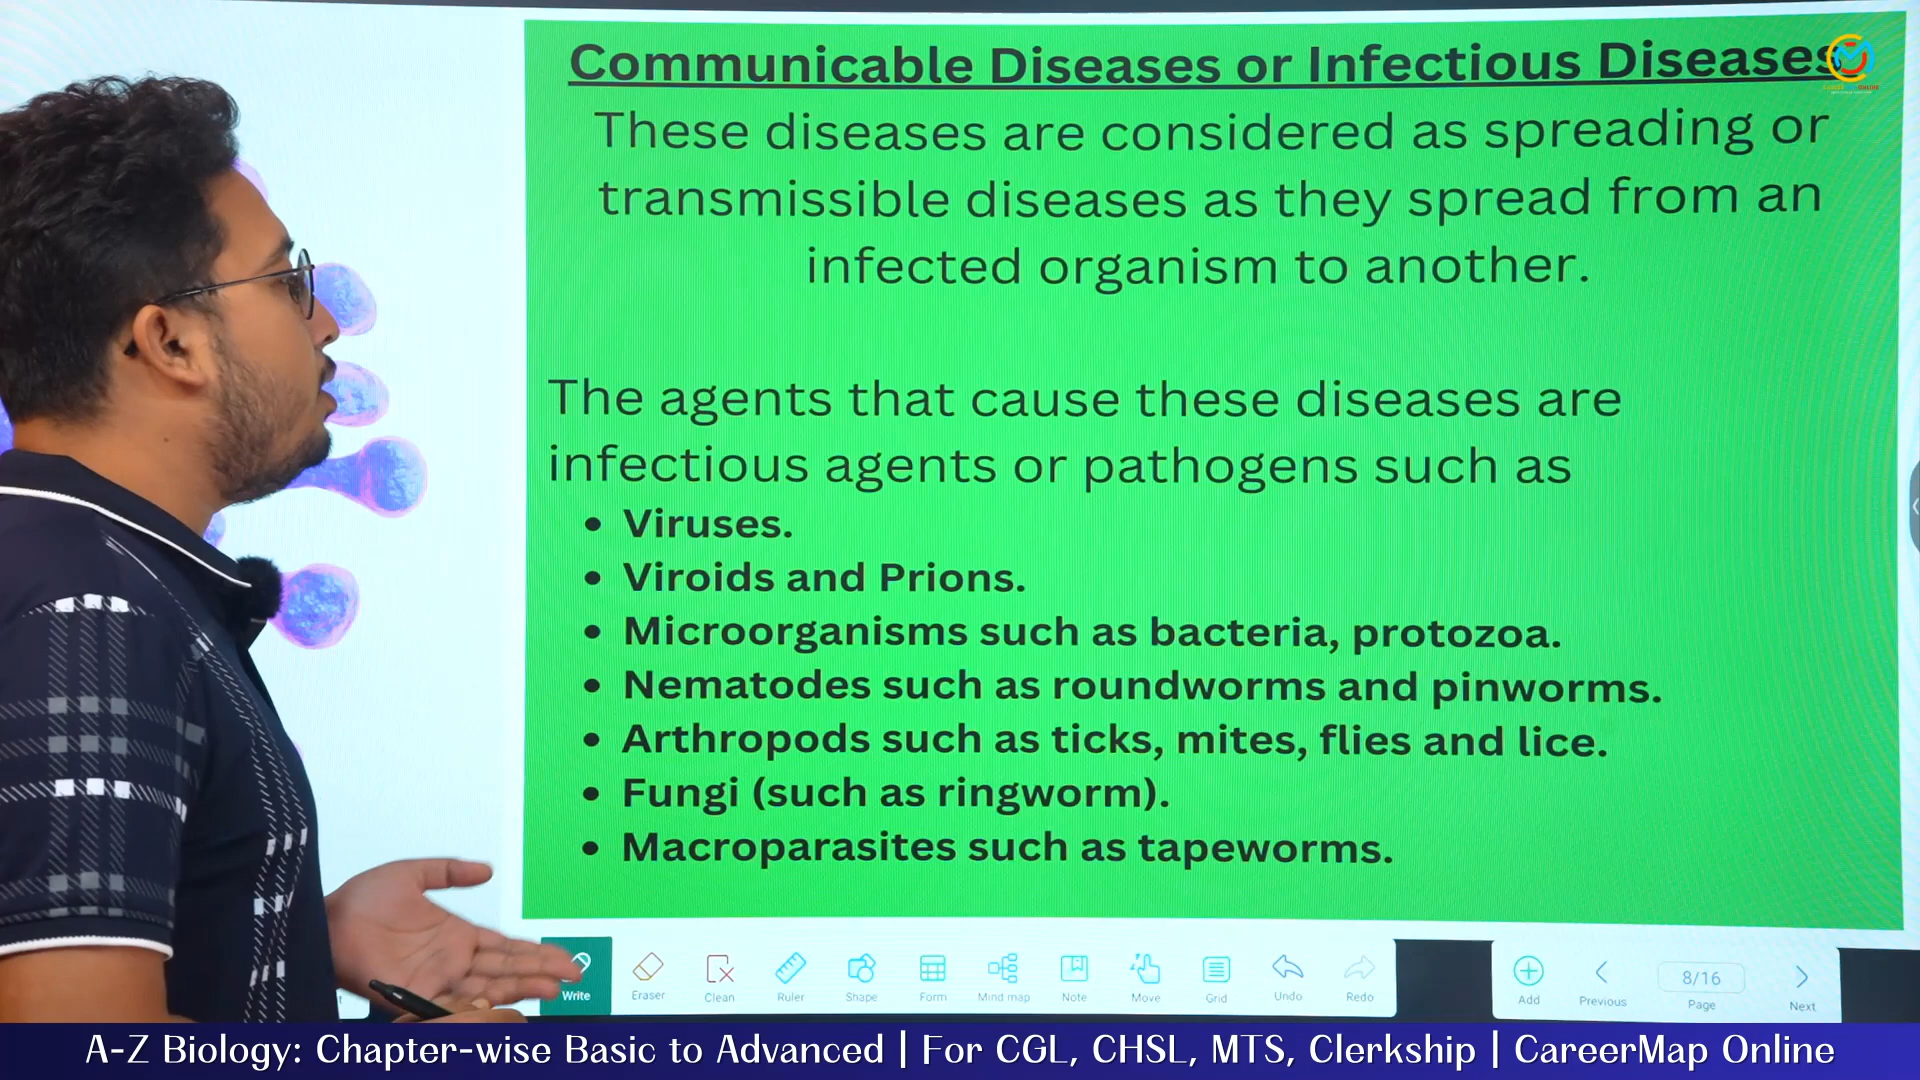 Communicable Diseases or Infectious Diseases
These diseases are considered as spreading or
transmissible diseases as they spread from an
infected organism to another.
The agents that cause these diseases are
infectious agents or pathogens such as
• Viruses.
• Viroids and Prions.
• Microorganisms such as bacteria, protozoa.
• Nematodes such as roundworms and pinworms.
• Arthropods such as ticks, mites, flies and lice.
• Fungi (such as ringworm).
• Macroparasites such as tapeworms.
Write Eraser Clean Ruler Shape Form Mind map Note Move Grid Undo Redo
Add Previous 8/16 Page Next
A-Z Biology: Chapter-wise Basic to Advanced | For CGL, CHSL, MTS, Clerkship | CareerMap Online